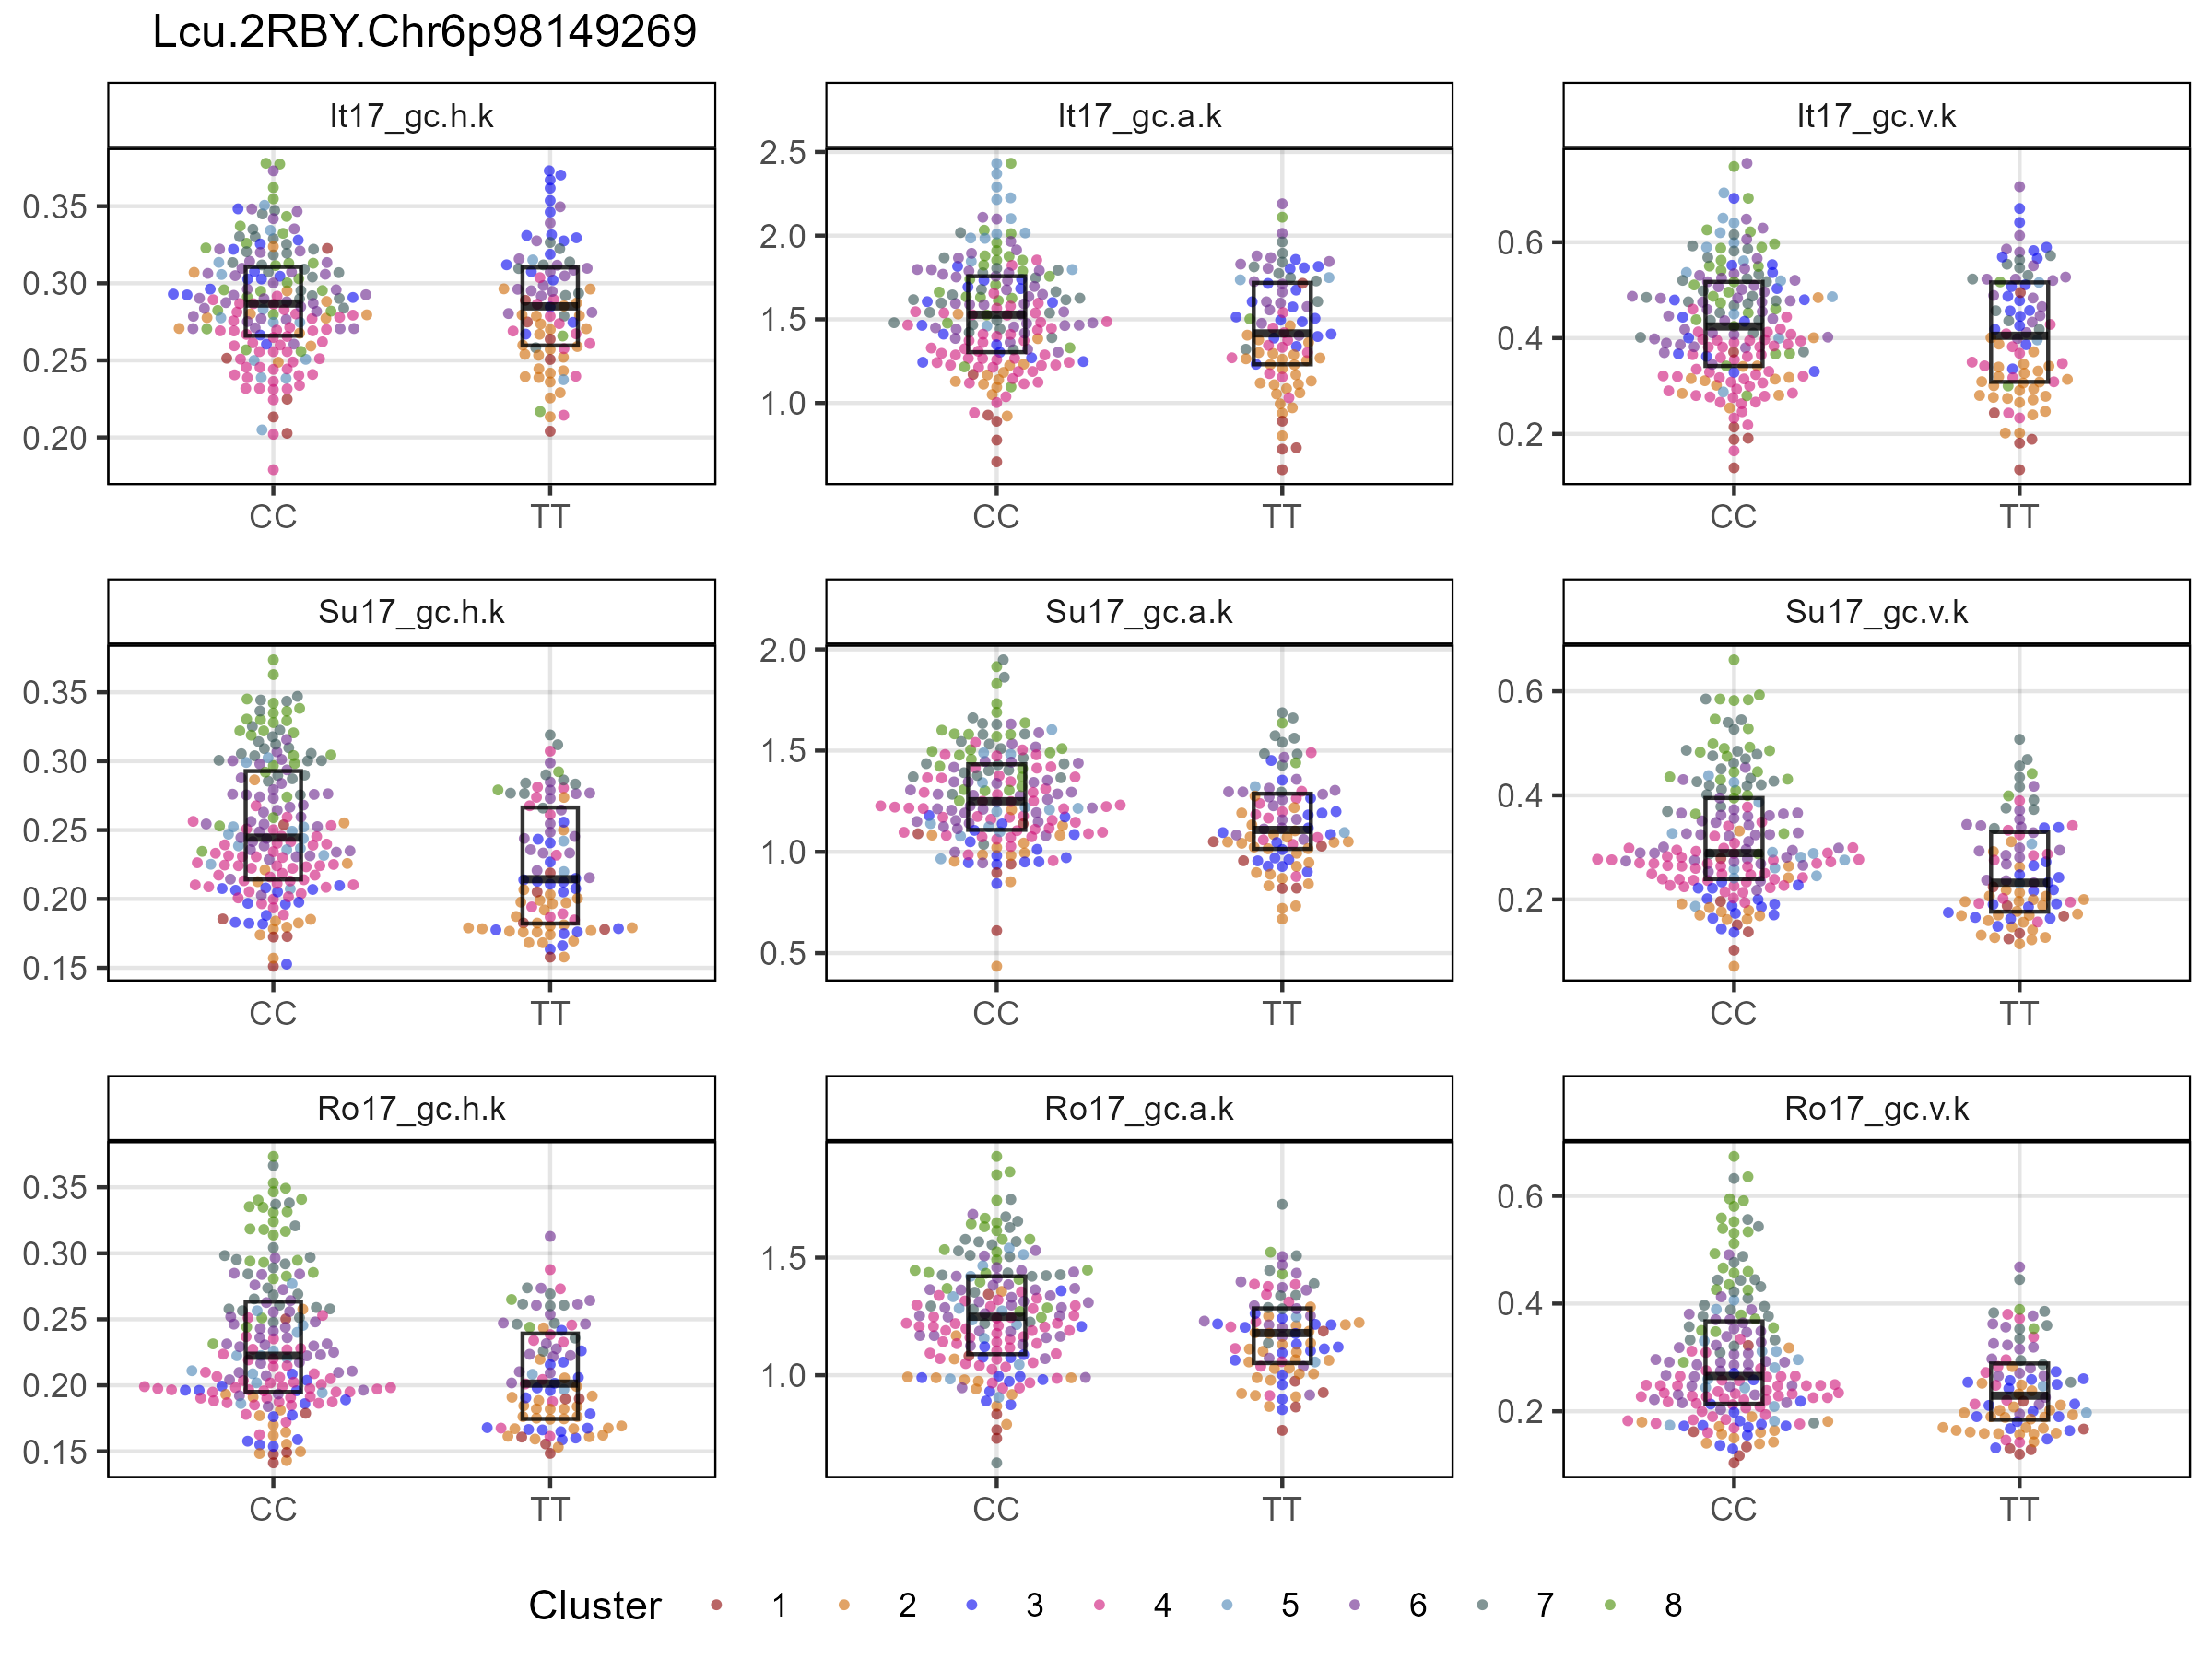 Lcu.2RBY.Chr6p98149269
It17_gc.h.k
It17_gc.a.k
It17_gc.v.k
0.35
0.30
0.25
0.20
2.5
2.0
1.5
1.0
0.6
0.4
0.2
CC TT
CC TT
CC TT
Su17_gc.h.k
Su17_gc.a.k
Su17_gc.v.k
0.35
0.30
0.25
0.20
0.15
2.0
1.5
1.0
0.5
0.6
0.4
0.2
CC TT
CC TT
CC TT
Ro17_gc.h.k
Ro17_gc.a.k
Ro17_gc.v.k
0.35
0.30
0.25
0.20
0.15
1.5
1.0
0.6
0.4
0.2
CC TT
CC TT
CC TT
Cluster 1 2 3 4 5 6 7 8